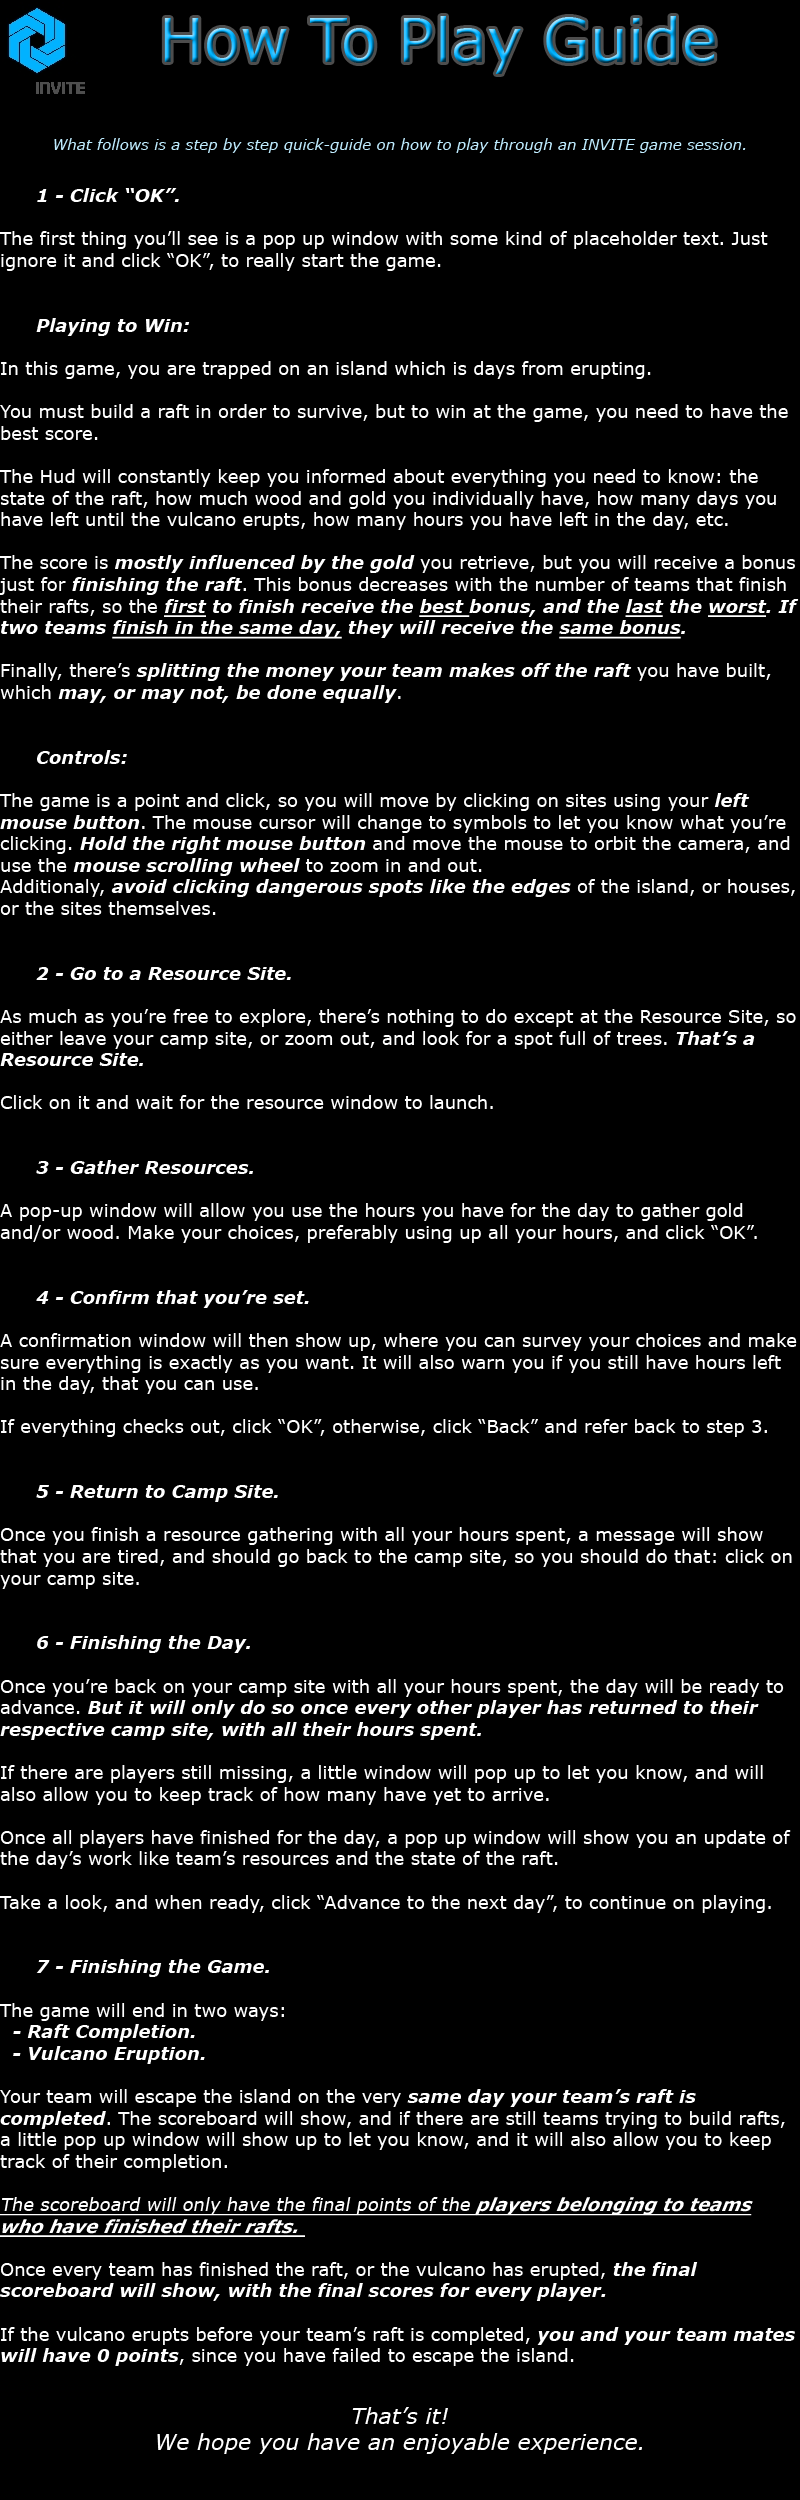 How To Play Guide
INVITE
What follows is a step by step quick-guide on how to play through an INVITE game session.
1 - Click “OK”.
The first thing you’ll see is a pop up window with some kind of placeholder text. Just
ignore it and click “OK”, to really start the game.
Playing to Win:
In this game, you are trapped on an island which is days from erupting.
You must build a raft in order to survive, but to win at the game, you need to have the
best score.
The Hud will constantly keep you informed about everything you need to know: the
state of the raft, how much wood and gold you individually have, how many days you
have left until the vulcano erupts, how many hours you have left in the day, etc.
The score is mostly influenced by the gold you retrieve, but you will receive a bonus
just for finishing the raft. This bonus decreases with the number of teams that finish
their rafts, so the first to finish receive the best bonus, and the last the worst. If
two teams finish in the same day, they will receive the same bonus.
Finally, there’s splitting the money your team makes off the raft you have built,
which may, or may not, be done equally.
Controls:
The game is a point and click, so you will move by clicking on sites using your left
mouse button. The mouse cursor will change to symbols to let you know what you’re
clicking. Hold the right mouse button and move the mouse to orbit the camera, and
use the mouse scrolling wheel to zoom in and out.
Additionaly, avoid clicking dangerous spots like the edges of the island, or houses,
or the sites themselves.
2 - Go to a Resource Site.
As much as you’re free to explore, there’s nothing to do except at the Resource Site, so
either leave your camp site, or zoom out, and look for a spot full of trees. That’s a
Resource Site.
Click on it and wait for the resource window to launch.
3 - Gather Resources.
A pop-up window will allow you use the hours you have for the day to gather gold
and/or wood. Make your choices, preferably using up all your hours, and click “OK”.
4 - Confirm that you’re set.
A confirmation window will then show up, where you can survey your choices and make
sure everything is exactly as you want. It will also warn you if you still have hours left
in the day, that you can use.
If everything checks out, click “OK”, otherwise, click “Back” and refer back to step 3.
5 - Return to Camp Site.
Once you finish a resource gathering with all your hours spent, a message will show
that you are tired, and should go back to the camp site, so you should do that: click on
your camp site.
6 - Finishing the Day.
Once you’re back on your camp site with all your hours spent, the day will be ready to
advance. But it will only do so once every other player has returned to their
respective camp site, with all their hours spent.
If there are players still missing, a little window will pop up to let you know, and will
also allow you to keep track of how many have yet to arrive.
Once all players have finished for the day, a pop up window will show you an update of
the day’s work like team’s resources and the state of the raft.
Take a look, and when ready, click “Advance to the next day”, to continue on playing.
7 - Finishing the Game.
The game will end in two ways:
- Raft Completion.
- Vulcano Eruption.
Your team will escape the island on the very same day your team’s raft is
completed. The scoreboard will show, and if there are still teams trying to build rafts,
a little pop up window will show up to let you know, and it will also allow you to keep
track of their completion.
The scoreboard will only have the final points of the players belonging to teams
who have finished their rafts.
Once every team has finished the raft, or the vulcano has erupted, the final
scoreboard will show, with the final scores for every player.
If the vulcano erupts before your team’s raft is completed, you and your team mates
will have 0 points, since you have failed to escape the island.
That’s it!
We hope you have an enjoyable experience.